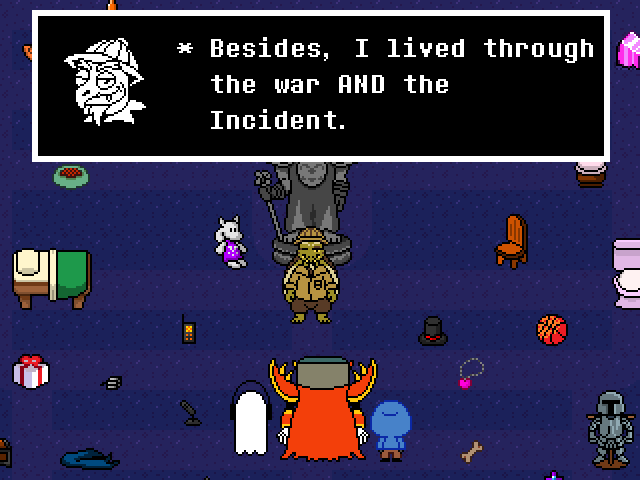 * Besides, I lived through
the war AND the
Incident.